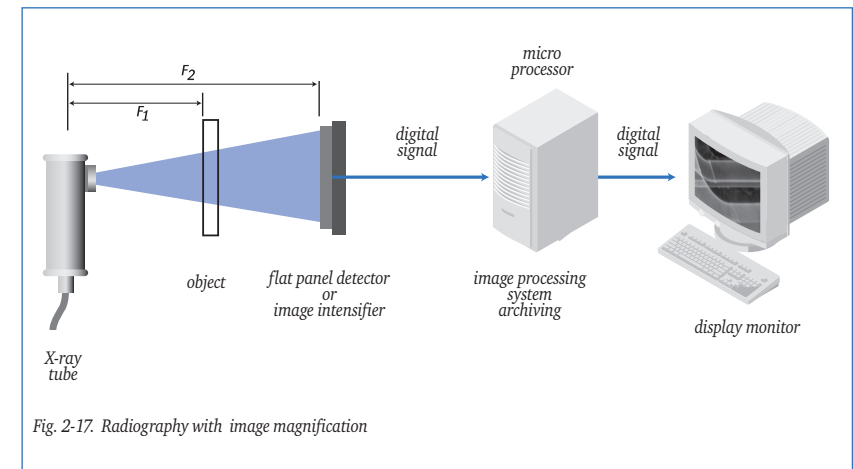 F2
F1
micro
processor
digital
signal
digital
signal
object
flat panel detector
or
image intensifier
image processing
system
archiving
display monitor
X-ray
tube
Fig. 2-17. Radiography with image magnification